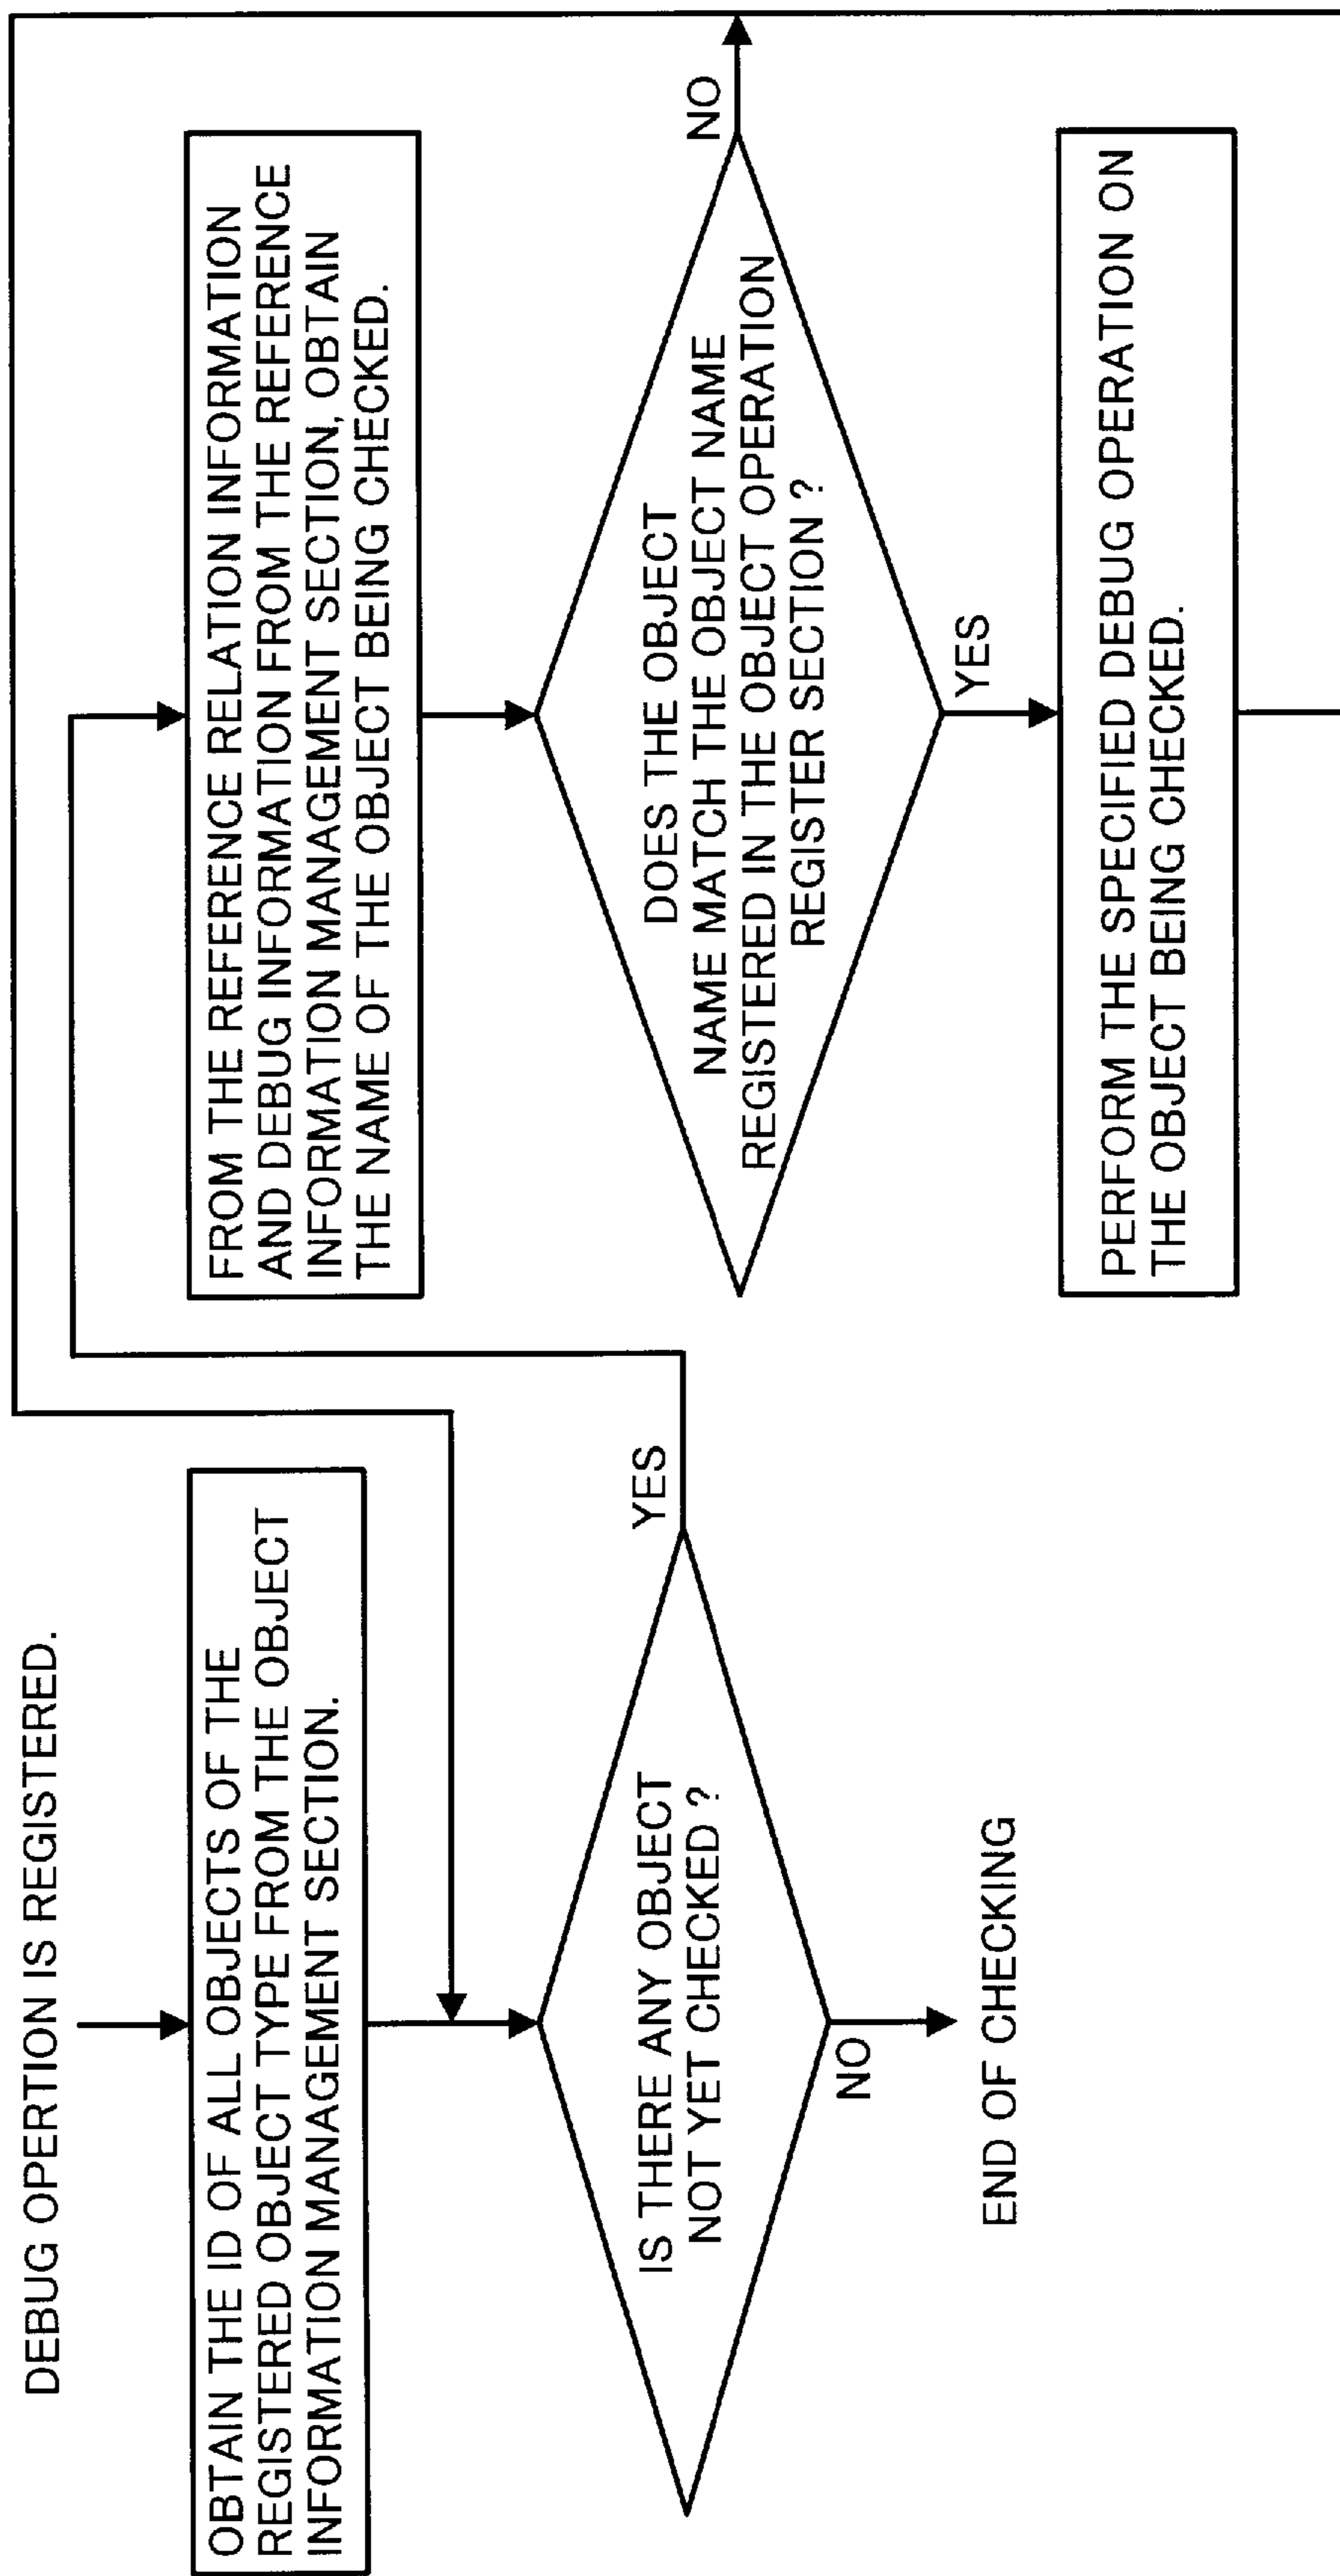 DEBUG OPERTION IS REGISTERED.
OBTAIN THE ID OF ALL OBJECTS OF THE
REGISTERED OBJECT TYPE FROM THE OBJECT
INFORMATION MANAGEMENT SECTION.
IS THERE ANY OBJECT
NOT YET CHECKED ?
YES
NO
END OF CHECKING
FROM THE REFERENCE RELATION INFORMATION
AND DEBUG INFORMATION FROM THE REFERENCE
INFORMATION MANAGEMENT SECTION, OBTAIN
THE NAME OF THE OBJECT BEING CHECKED.
DOES THE OBJECT
NAME MATCH THE OBJECT NAME
REGISTERED IN THE OBJECT OPERATION
REGISTER SECTION ?
NO
YES
PERFORM THE SPECIFIED DEBUG OPERATION ON
THE OBJECT BEING CHECKED.